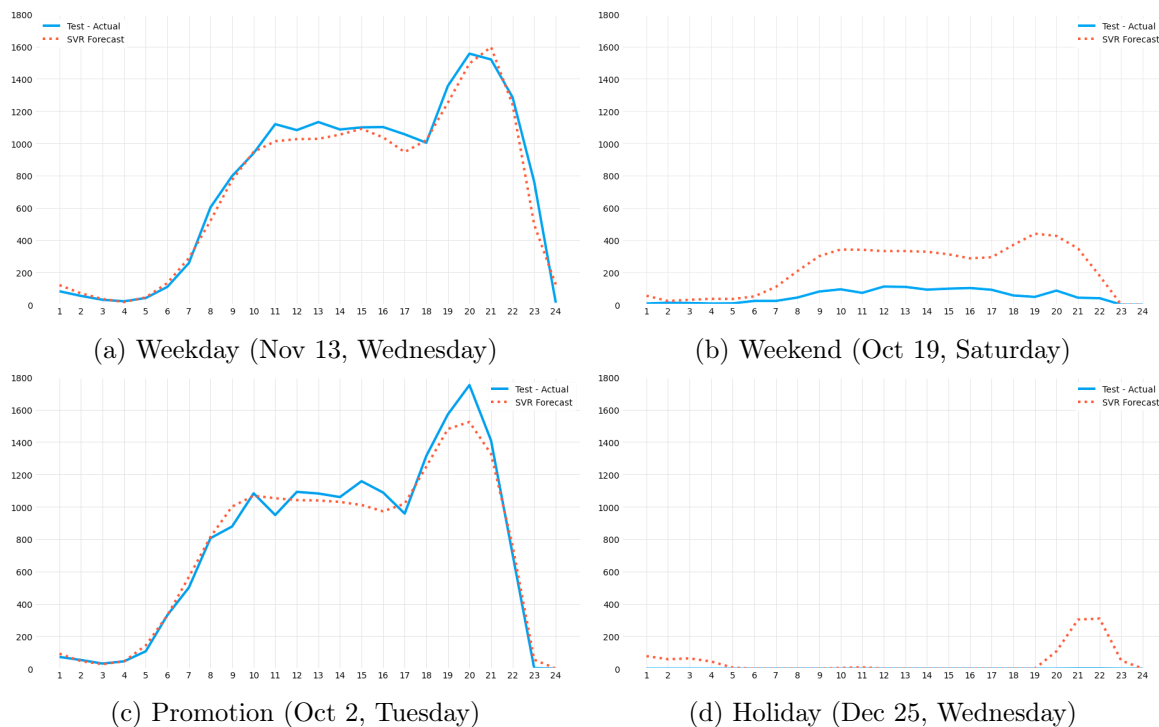 1800
1600
1400
1200
1000
800
600
400
200
0
Test - Actual
SVR Forecast
1 2 3 4 5 6 7 8 9 10 11 12 13 14 15 16 17 18 19 20 21 22 23 24
(a) Weekday (Nov 13, Wednesday)
1800
1600
1400
1200
1000
800
600
400
200
0
Test - Actual
SVR Forecast
1 2 3 4 5 6 7 8 9 10 11 12 13 14 15 16 17 18 19 20 21 22 23 24
(b) Weekend (Oct 19, Saturday)
1800
1600
1400
1200
1000
800
600
400
200
0
Test - Actual
SVR Forecast
1 2 3 4 5 6 7 8 9 10 11 12 13 14 15 16 17 18 19 20 21 22 23 24
(c) Promotion (Oct 2, Tuesday)
1800
1600
1400
1200
1000
800
600
400
200
0
Test - Actual
SVR Forecast
1 2 3 4 5 6 7 8 9 10 11 12 13 14 15 16 17 18 19 20 21 22 23 24
(d) Holiday (Dec 25, Wednesday)